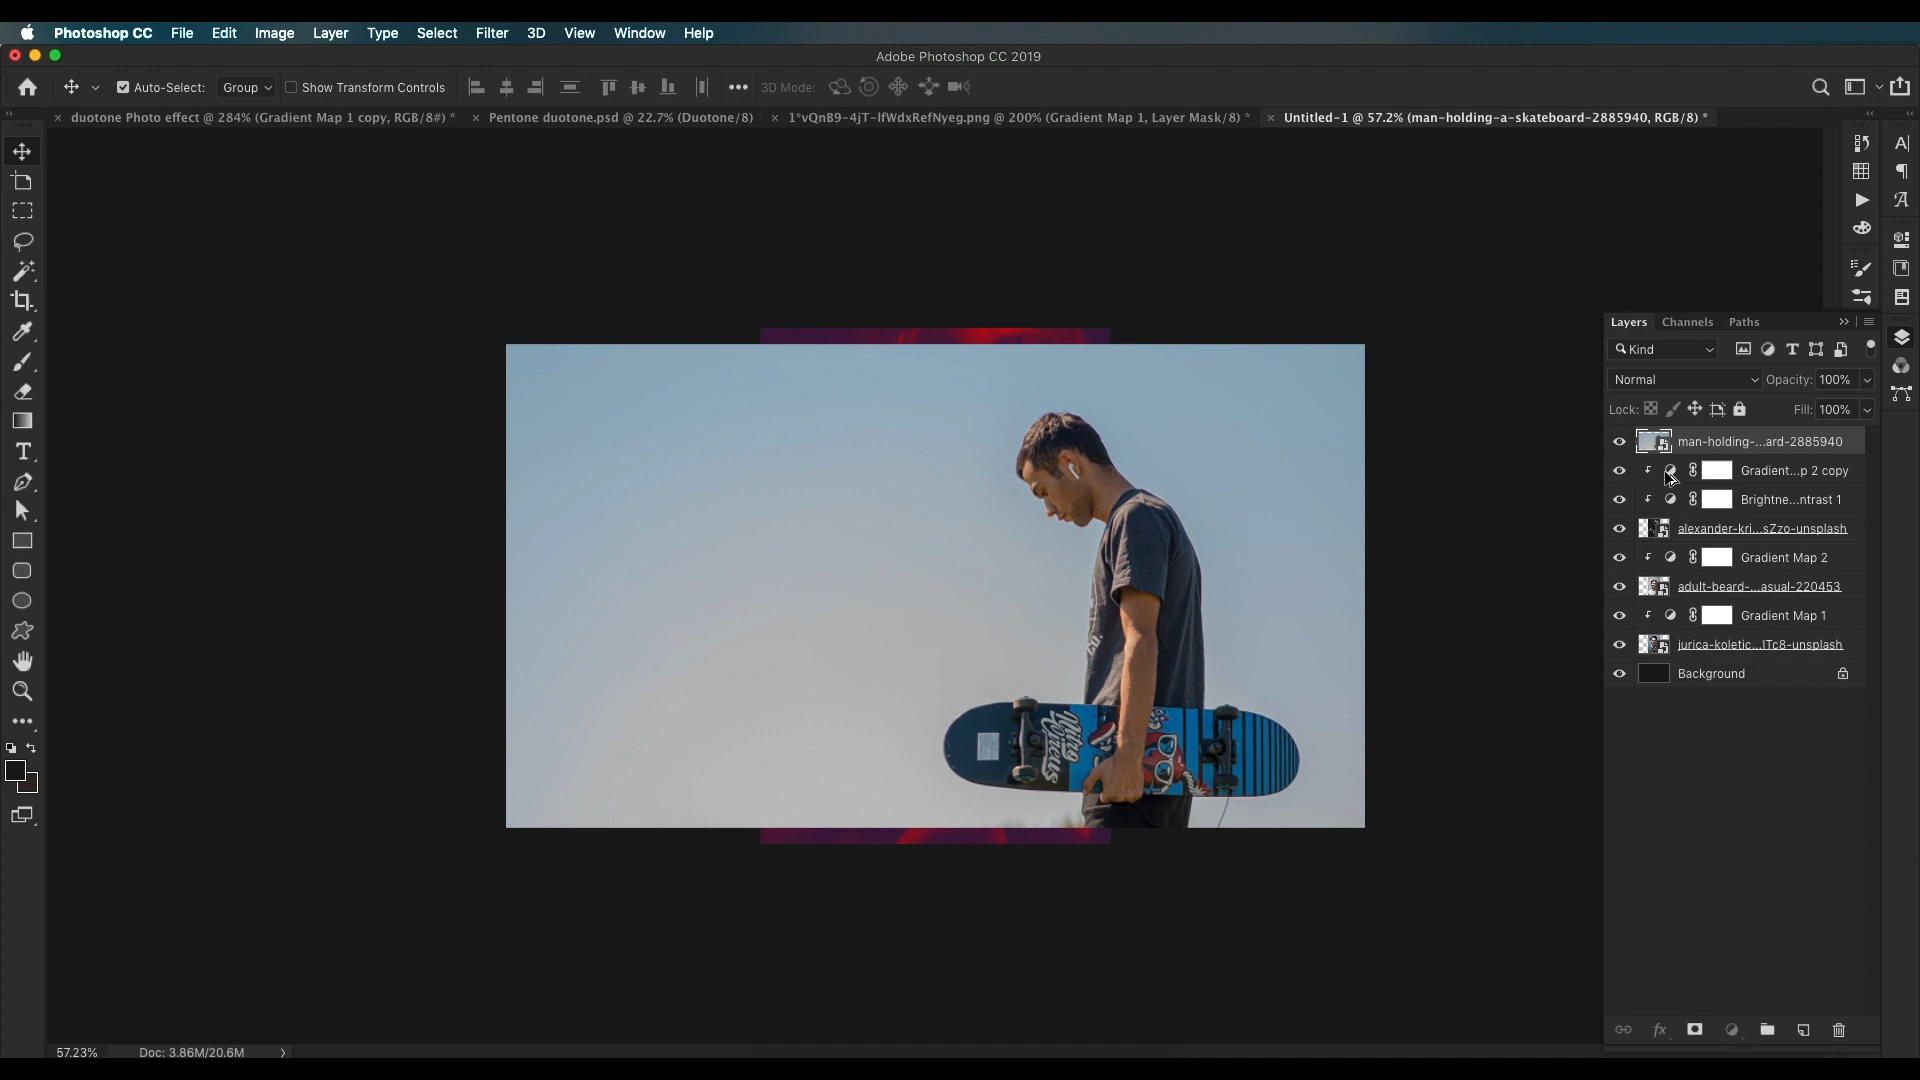 Photoshop CC File Edit Image Layer Type Select Filter 3D View Window Help
Adobe Photoshop CC 2019
Auto-Select: Group Show Transform Controls 3D Mode:
duotone Photo effect @ 284% (Gradient Map 1 copy, RGB/8#) *
Pentone duotone.psd @ 22.7% (Duotone/8)
1*vQnB9-4jT-lfWdxRefNyeg.png @ 200% (Gradient Map 1, Layer Mask/8) *
Untitled-1 @ 57.2% (man-holding-a-skateboard-2885940, RGB/8) *
Layers Channels Paths
Kind
Normal Opacity: 100%
Lock: Fill: 100%
man-holding-...ard-2885940
Gradient...p 2 copy
Brightne...ntrast 1
alexander-kri...sZzo-unsplash
Gradient Map 2
adult-beard-...asual-220453
Gradient Map 1
jurica-koletic...lTc8-unsplash
Background
57.23% Doc: 3.86M/20.6M